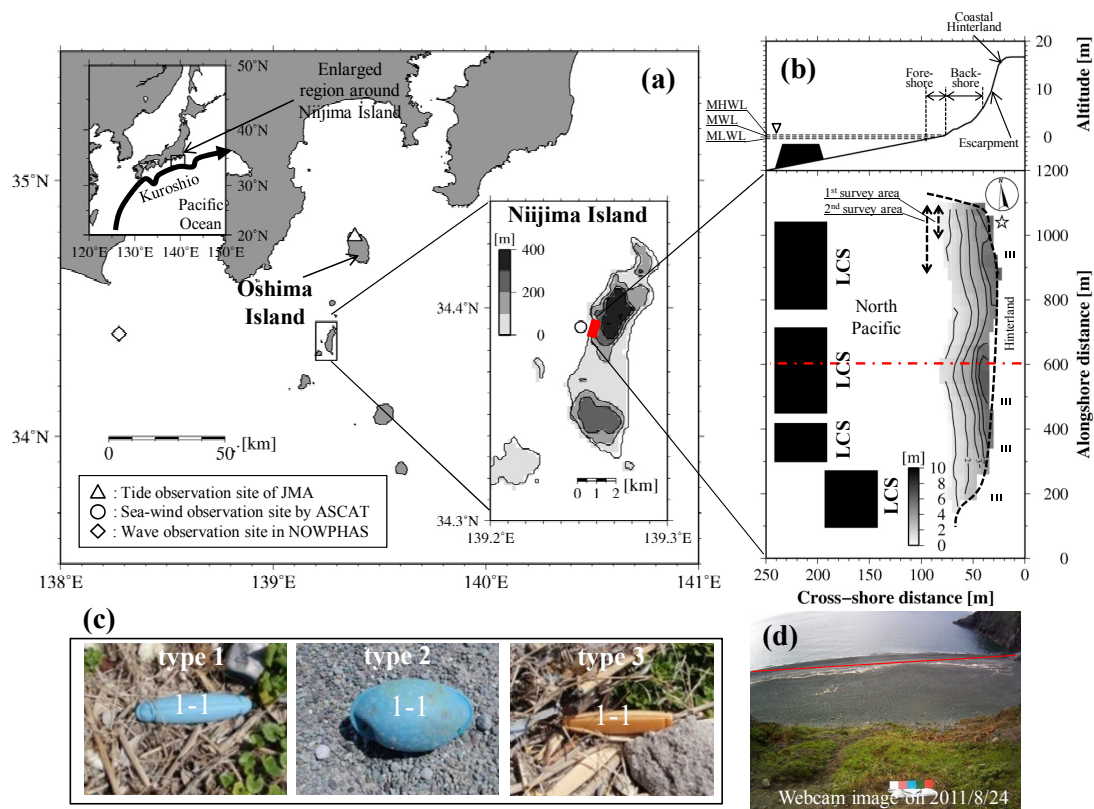 (a)
50°N
40°N
30°N
20°N
120°E
130°E
140°E
150°E
Kuroshio
Pacific
Ocean
Enlarged
region around
Niijima Island
35°N
34°N
138°E
139°E
140°E
141°E
Oshima
Island
0
50
[km]
△ : Tide observation site of JMA
○ : Sea-wind observation site by ASCAT
◇ : Wave observation site in NOWPHAS
Niijima Island
[m]
400
200
0
34.4°N
34.3°N
139.2°E
139.3°E
0 1 2
[km]
(b)
Coastal
Hinterland
Fore-
shore
Back-
shore
MHWL
MWL
MLWL
Escarpment
20
10
0
Altitude [m]
1200
1000
800
600
400
200
0
Alongshore distance [m]
1st survey area
2nd survey area
N
LCS
LCS
LCS
LCS
North
Pacific
Hinterland
[m]
10
8
6
4
2
0
250
200
150
100
50
0
Cross−shore distance [m]
(c)
type 1
1-1
type 2
1-1
type 3
1-1
(d)
Webcam image on 2011/8/24